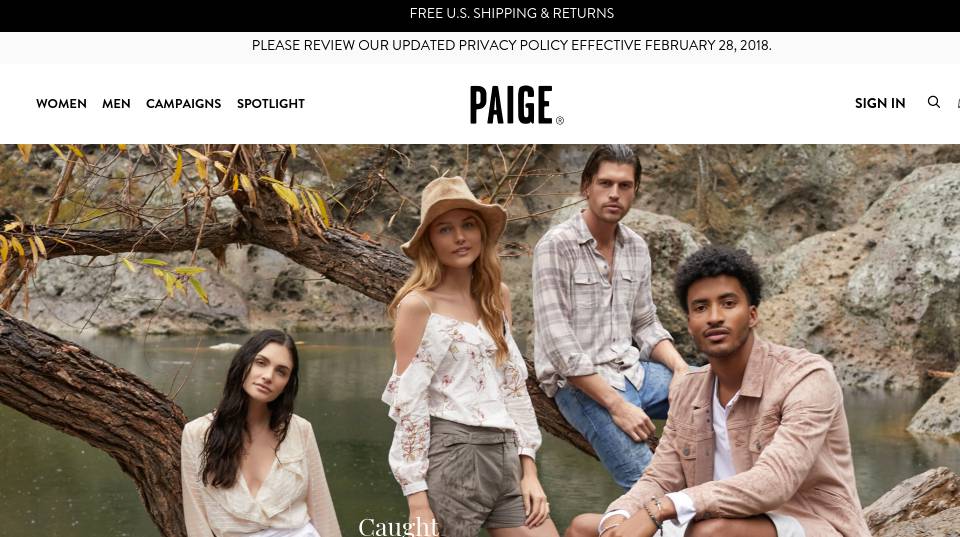 FREE U.S. SHIPPING & RETURNS
PLEASE REVIEW OUR UPDATED PRIVACY POLICY EFFECTIVE FEBRUARY 28, 2018.
WOMEN MEN CAMPAIGNS SPOTLIGHT PAIGE® SIGN IN
Caught